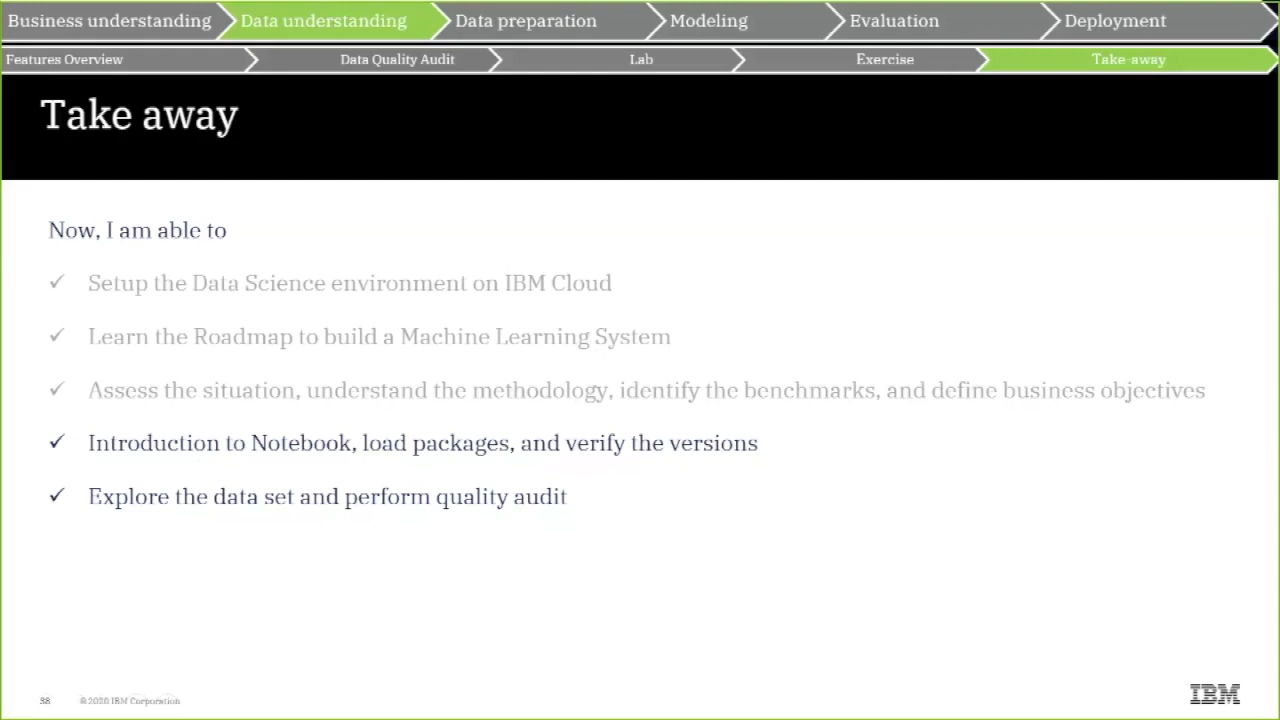 Business understanding Data understanding Data preparation Modeling Evaluation Deployment
Features Overview Data Quality Audit Lab Exercise Take-away
Take away
Now, I am able to
✓ Setup the Data Science environment on IBM Cloud
✓ Learn the Roadmap to build a Machine Learning System
✓ Assess the situation, understand the methodology, identify the benchmarks, and define business objectives
✓ Introduction to Notebook, load packages, and verify the versions
✓ Explore the data set and perform quality audit
38 © 2020 IBM Corporation
IBM